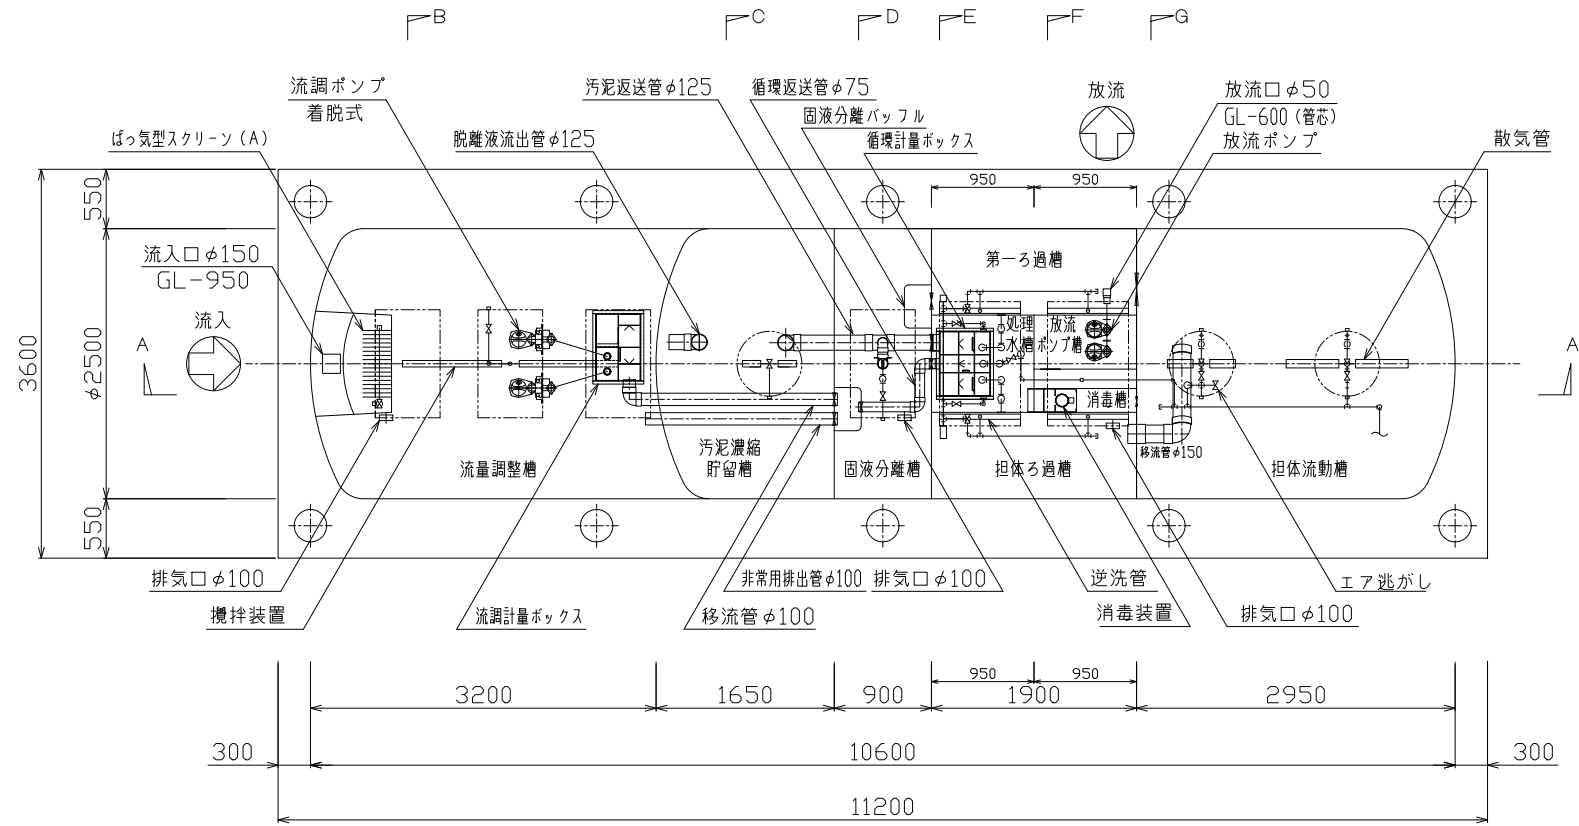 B
C
D
E
F
G
流調ポンプ
着脱式
汚泥返送管φ125
循環返送管φ75
固液分離バッフル
循環計量ボックス
放流
放流口φ50
GL-600（管芯）
放流ポンプ
散気管
ばっ気型スクリーン（A）
脱離液流出管φ125
950
950
550
φ2500
3600
550
流入口φ150
GL-950
流入
A
A
第一ろ過槽
処理
水槽
放流
ポンプ槽
消毒槽
移流管φ150
流量調整槽
汚泥濃縮
貯留槽
固液分離槽
担体ろ過槽
担体流動槽
排気口φ100
攪拌装置
流調計量ボックス
非常用排出管φ100
移流管φ100
排気口φ100
逆洗管
消毒装置
排気口φ100
エア逃がし
950
950
3200
1650
900
1900
2950
300
10600
300
11200